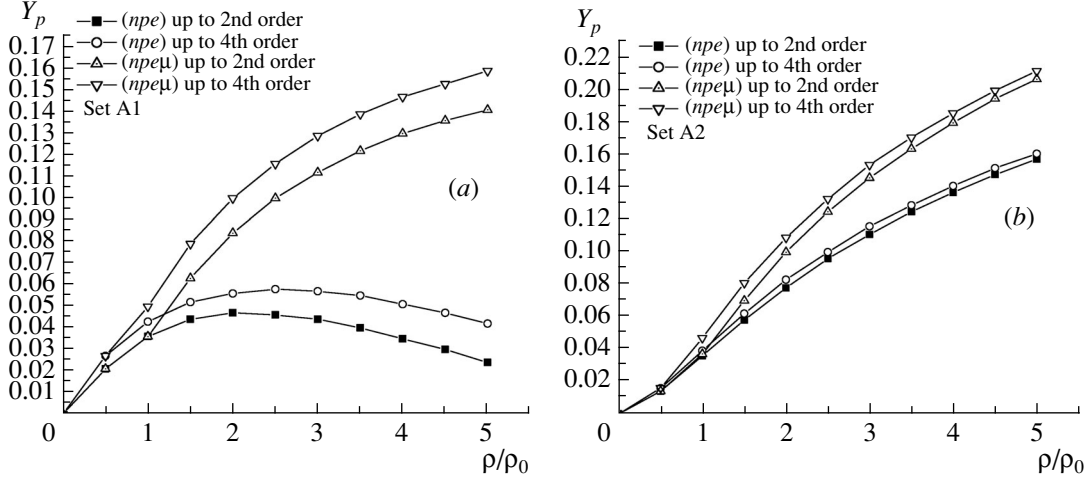 Yp
(npe) up to 2nd order
(npe) up to 4th order
(npeμ) up to 2nd order
(npeμ) up to 4th order
Set A1
0.17
0.16
0.15
0.14
0.13
0.12
0.11
0.10
0.09
0.08
0.07
0.06
0.05
0.04
0.03
0.02
0.01
(a)
0 1 2 3 4 5
ρ/ρ0
Yp
(npe) up to 2nd order
(npe) up to 4th order
(npeμ) up to 2nd order
(npeμ) up to 4th order
Set A2
0.22
0.20
0.18
0.16
0.14
0.12
0.10
0.08
0.06
0.04
0.02
(b)
0 1 2 3 4 5
ρ/ρ0